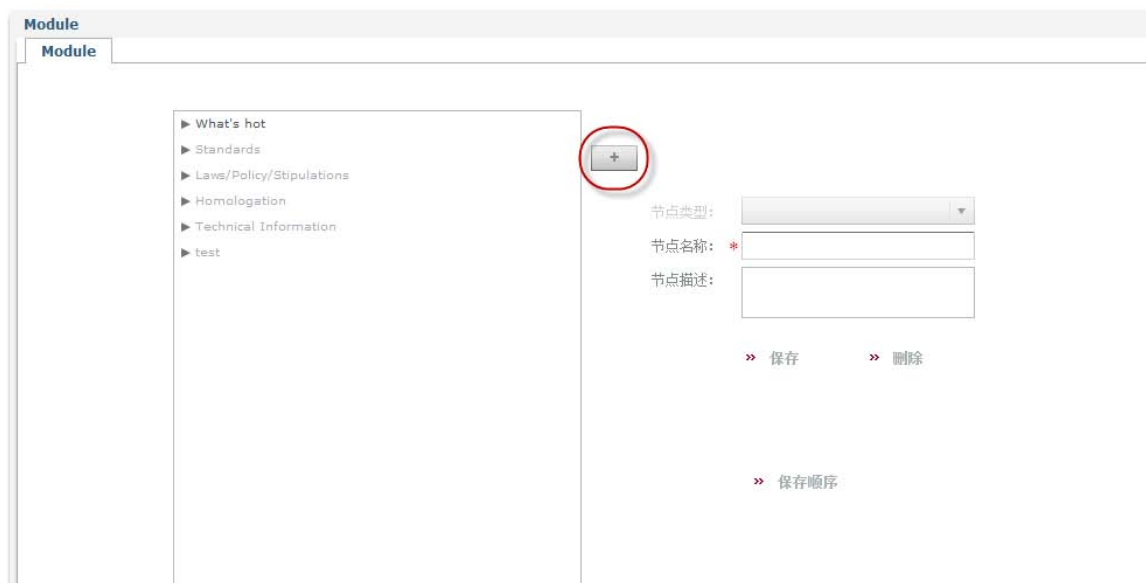 Module
Module
What's hot
Standards
Laws/Policy/Stipulations
Homologation
Technical Information
test
+
节点类型:
节点名称: *
节点描述:
» 保存 » 删除
» 保存顺序